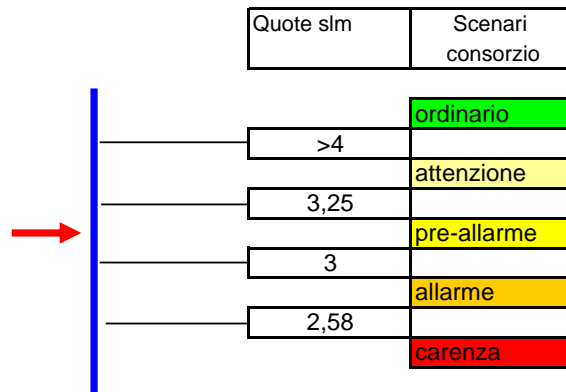 Quote slm
Scenari
consorzio
ordinario
>4
attenzione
3,25
pre-allarme
3
allarme
2,58
carenza